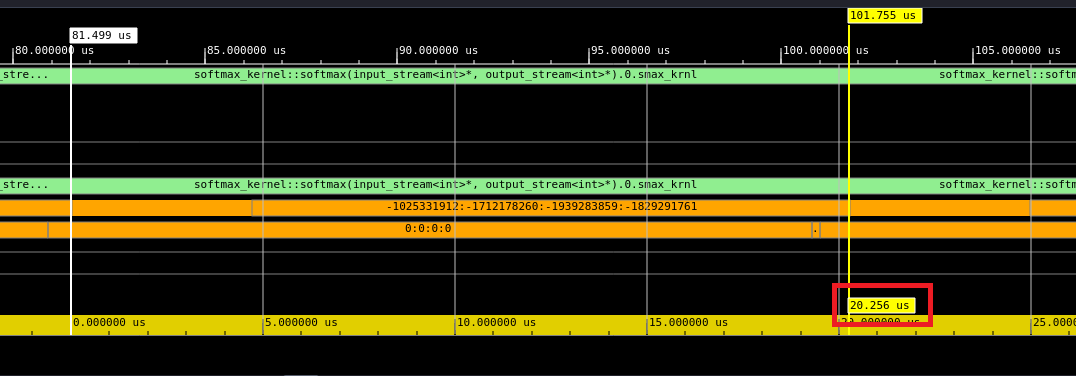 101.755 us
81.499 us
80.000000 us 85.000000 us 90.000000 us 95.000000 us 100.000000 us 105.000000 us
_stre... softmax_kernel::softmax(input_stream<int>*, output_stream<int>*).0.smax_krnl softmax_kernel::softm
_stre... softmax_kernel::softmax(input_stream<int>*, output_stream<int>*).0.smax_krnl softmax_kernel::softm
-1025331912:-1712178260:-1939283859:-1829291761
0:0:0:0 .
20.256 us
0.000000 us 5.000000 us 10.000000 us 15.000000 us 20.000000 us 25.0000